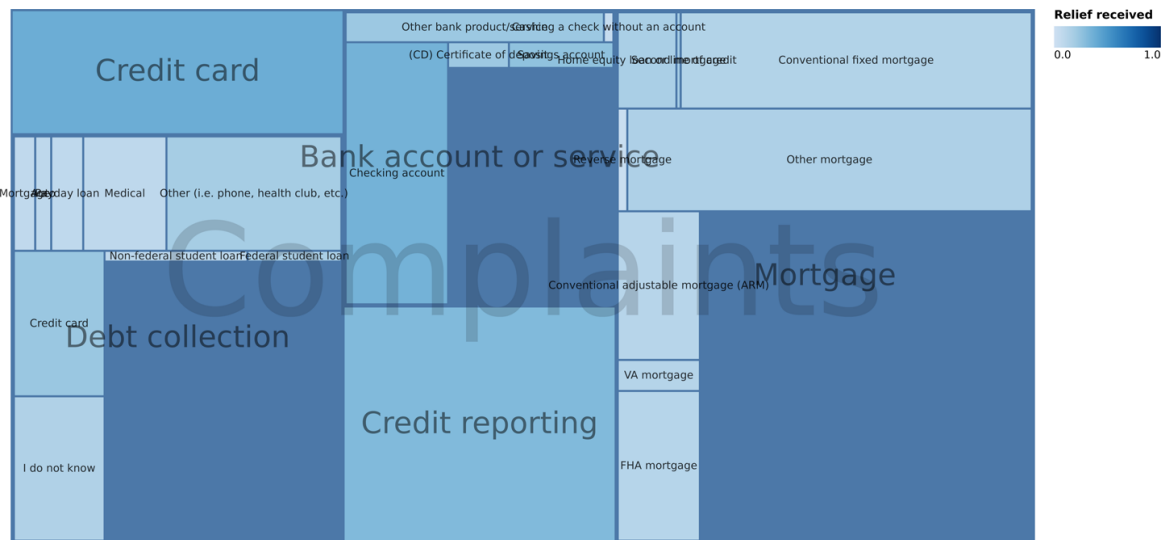 Complaints
Credit card
Debt collection
Mortgage
Payday loan
Medical
Other (i.e. phone, health club, etc.)
Non-federal student loan
Federal student loan
Credit card
I do not know
Bank account or service
Other bank product/service
Cashing a check without an account
(CD) Certificate of deposit
Savings account
Checking account
Credit reporting
Mortgage
Home equity loan or line of credit
Second mortgage
Conventional fixed mortgage
Reverse mortgage
Other mortgage
Conventional adjustable mortgage (ARM)
VA mortgage
FHA mortgage
Relief received
0.0 1.0